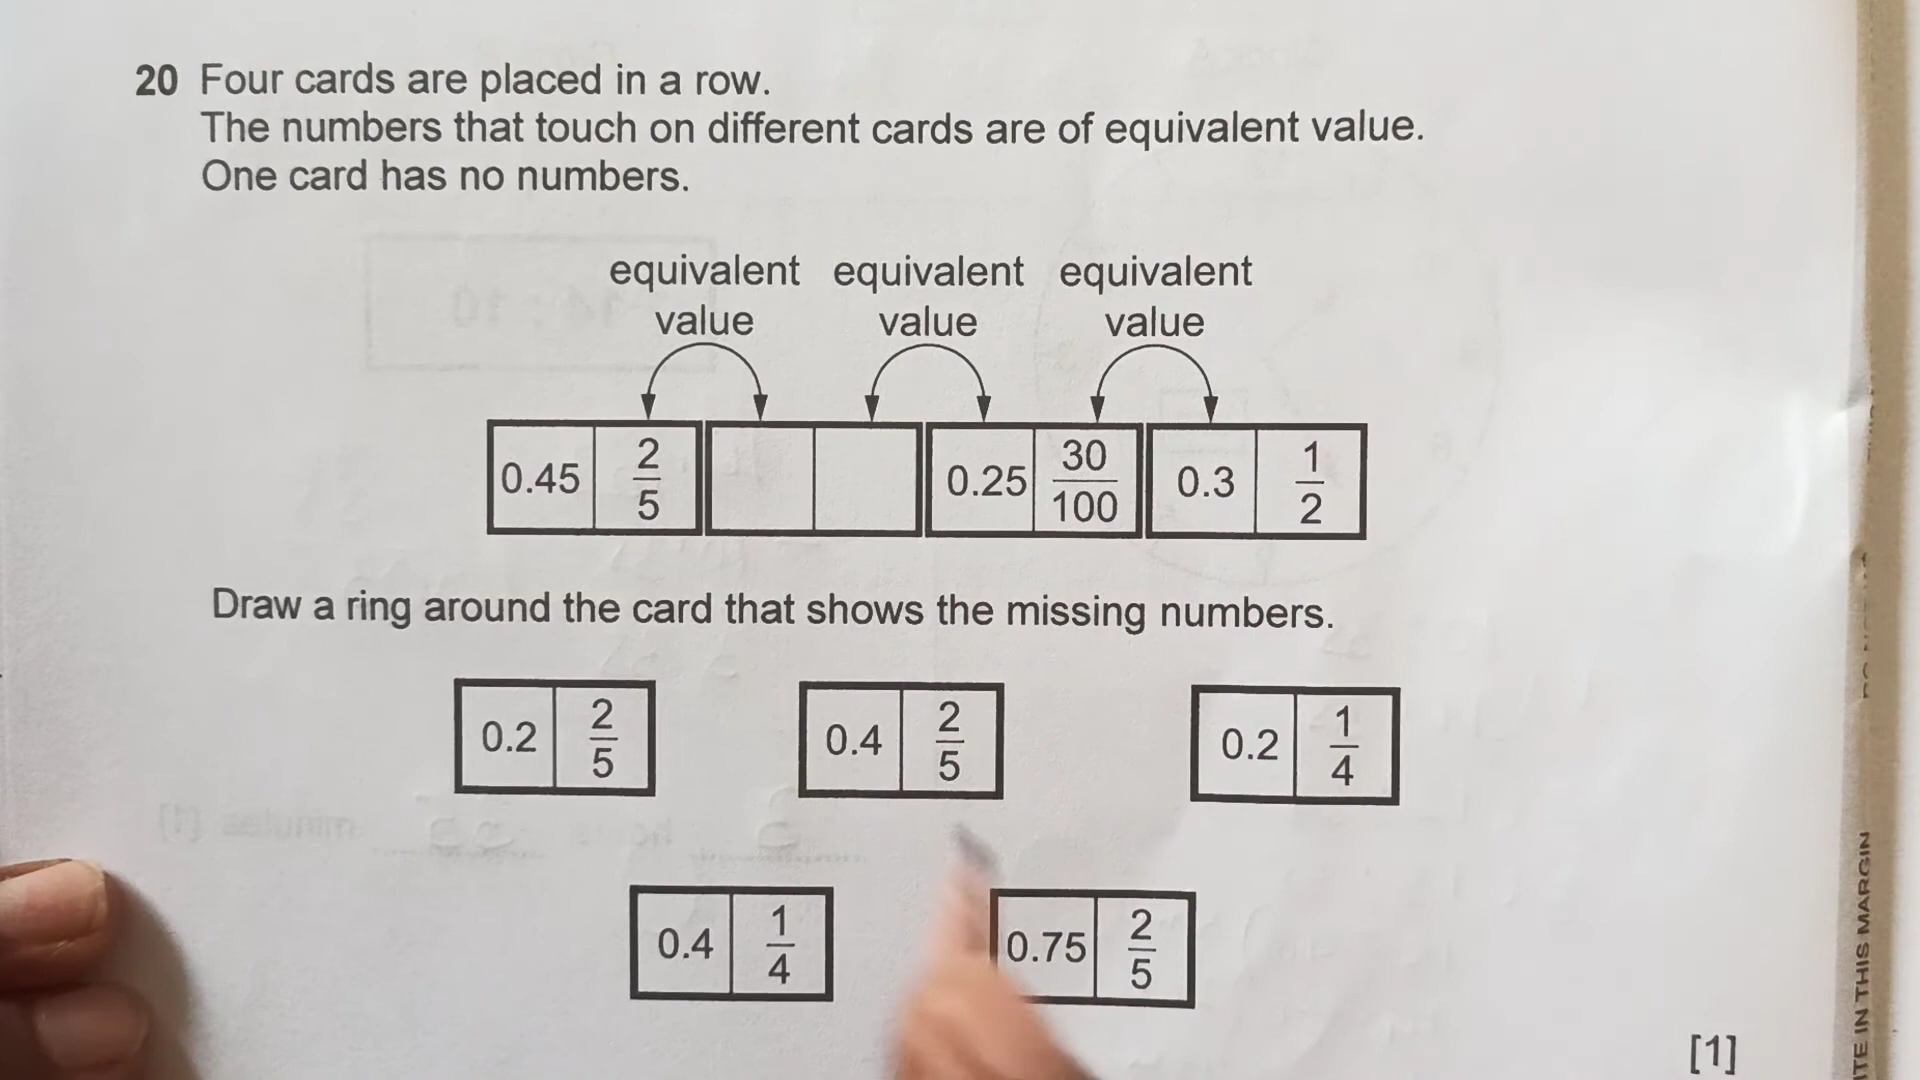 20 Four cards are placed in a row.
The numbers that touch on different cards are of equivalent value.
One card has no numbers.
equivalent value equivalent value equivalent value
0.45 2/5 0.25 30/100 0.3 1/2
Draw a ring around the card that shows the missing numbers.
0.2 2/5 0.4 2/5 0.2 1/4
0.4 1/4 0.75 2/5
[1]
IN THIS MARGIN